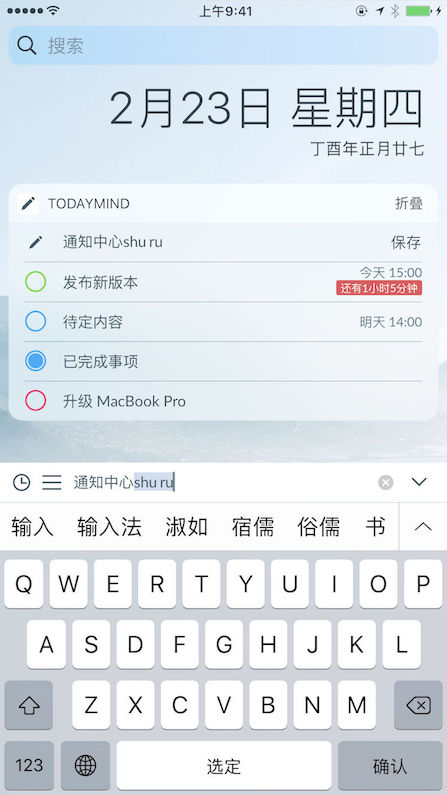 上午9:41
搜索
2月23日 星期四
丁酉年正月廿七
TODAYMIND 折叠
通知中心shu ru 保存
发布新版本 今天 15:00
还有1小时5分钟
待定内容 明天 14:00
已完成事项
升级 MacBook Pro
通知中心shu ru
输入 输入法 淑如 宿儒 俗儒 书
Q W E R T Y U I O P
A S D F G H J K L
Z X C V B N M
123 选定 确认